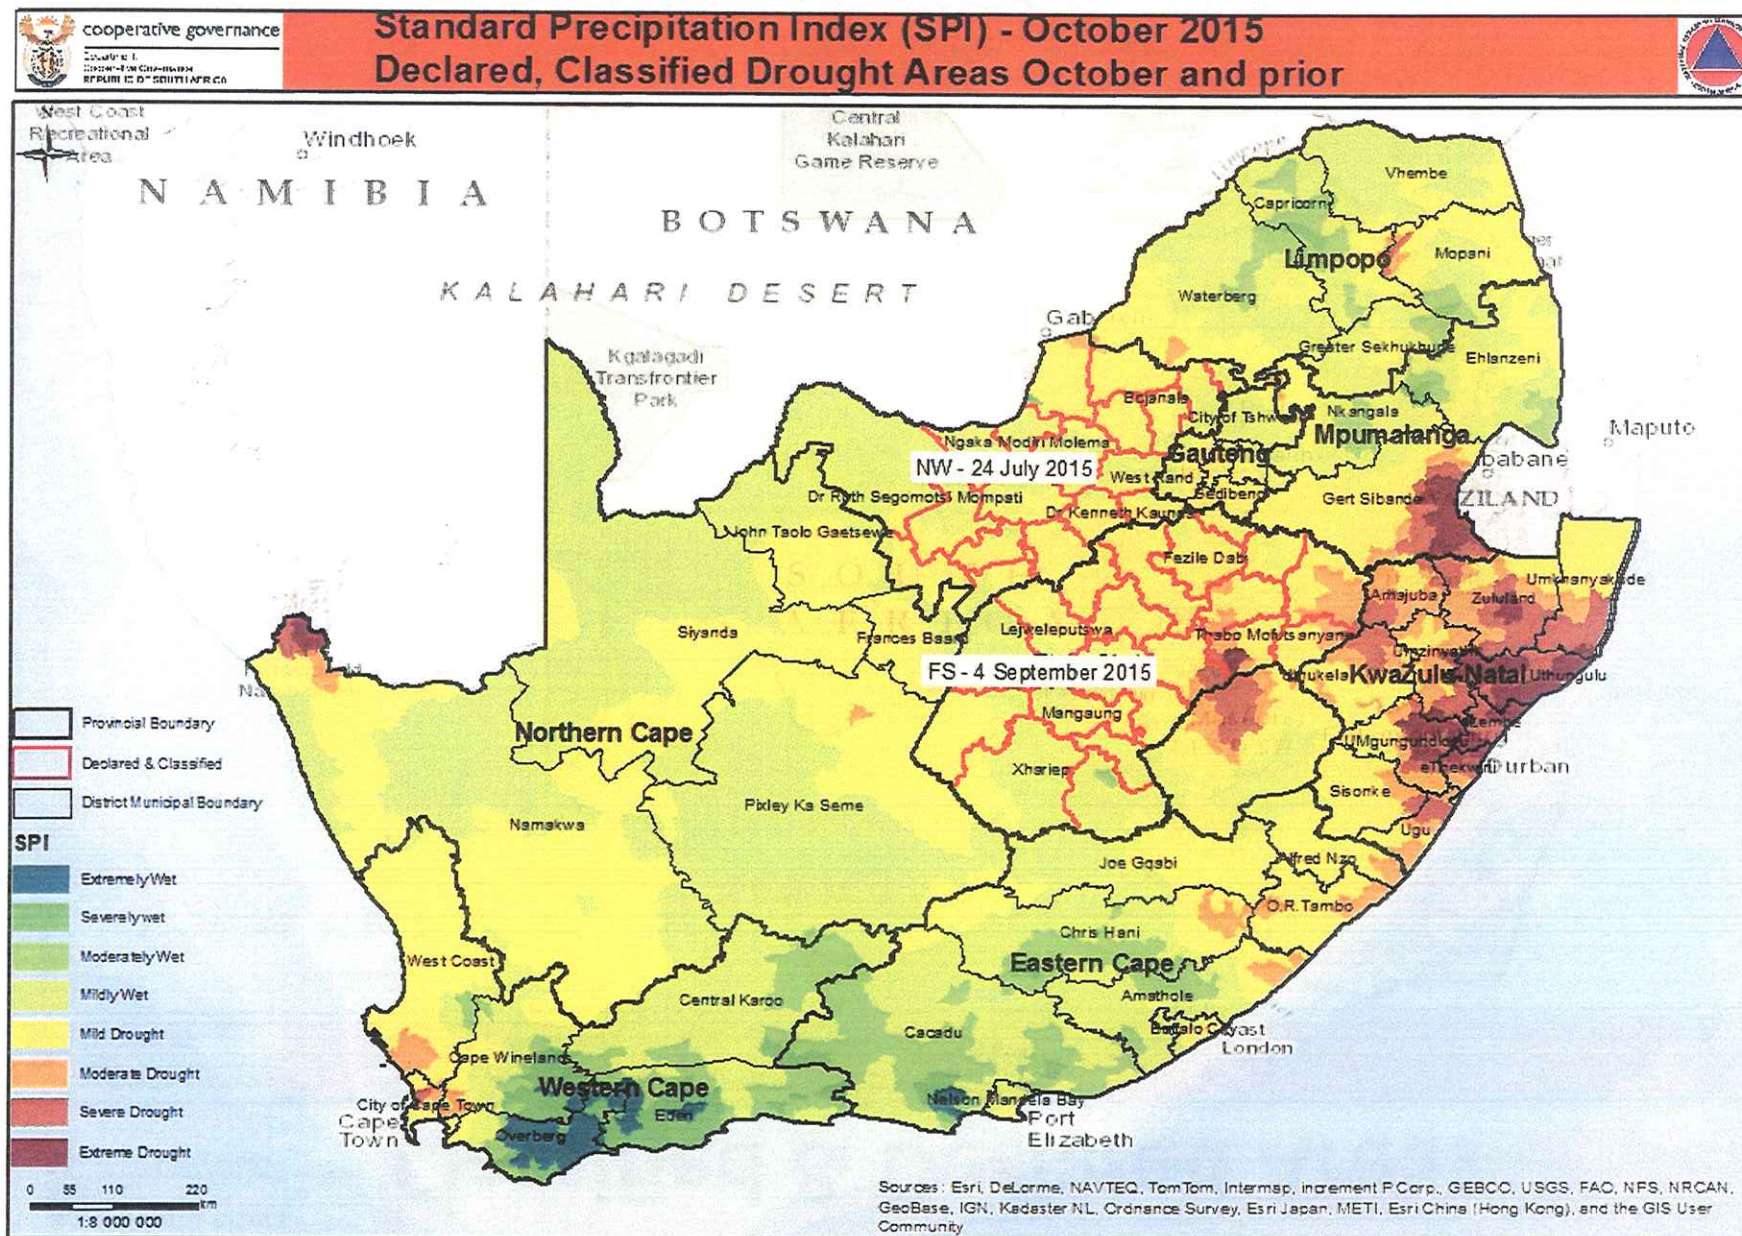 cooperative governance
Department:
Cooperative Governance
REPUBLIC OF SOUTH AFRICA
Standard Precipitation Index (SPI) - October 2015
Declared, Classified Drought Areas October and prior
West Coast
Recreational
Area
Windhoek
Central
Kalahari
Game Reserve
NAMIBIA
BOTSWANA
KALAHARI DESERT
Kgalagadi
Transfrontier
Park
Vhembe
Capricorn
Limpopo
Mopani
Waterberg
Greater Sekhukhune
Ehlanzeni
Bojanala
City of Tshw
Nkangala
Mpumalanga
Maputo
Ngaka Modiri Molema
NW - 24 July 2015
Gauteng
West Rand
Sedibeng
babane
Gert Sibande
ZILAND
Dr Ruth Segomotsi Mompati
Dr Kenneth Kaunda
John Taolo Gaetsewe
Fezile Dabi
Amajuba
Zululand
Umkhanyakude
Siyanda
Frances Baard
Lejweleputswa
Thabo Mofutsanyane
Umzinyathi
FS - 4 September 2015
KwaZulu-Natal
Uthungulu
Mangaung
Northern Cape
UMgungundlovu
eThekwini
Durban
Xhariep
Sisonke
Pixley Ka Seme
Namakwa
Ugu
Joe Gqabi
Alfred Nzo
O.R.Tambo
Chris Hani
West Coast
Eastern Cape
Central Karoo
Amathole
Cacadu
Buffalo City
East
London
Cape Winelands
Western Cape
City of Cape Town
Cape
Town
Eden
Overberg
Nelson Mandela Bay
Port
Elizabeth
Provincial Boundary
Declared & Classified
District Municipal Boundary
SPI
Extremely Wet
Severely wet
Moderately Wet
Mildly Wet
Mild Drought
Moderate Drought
Severe Drought
Extreme Drought
0 55 110 220
km
1:8 000 000
Sources: Esri, DeLorme, NAVTEQ, TomTom, Intermap, increment P Corp., GEBCO, USGS, FAO, NFS, NRCAN,
GeoBase, IGN, Kadaster NL, Ordnance Survey, Esri Japan, METI, Esri China (Hong Kong), and the GIS User
Community